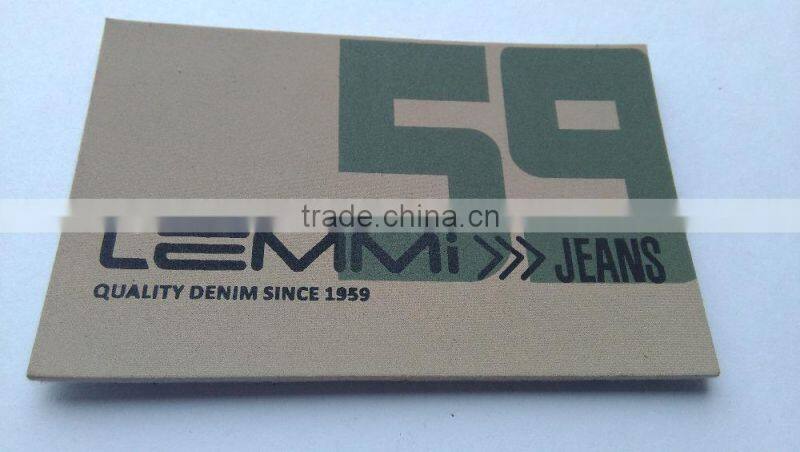 59
trade.china.cn
LEMMi >>> JEANS
QUALITY DENIM SINCE 1959